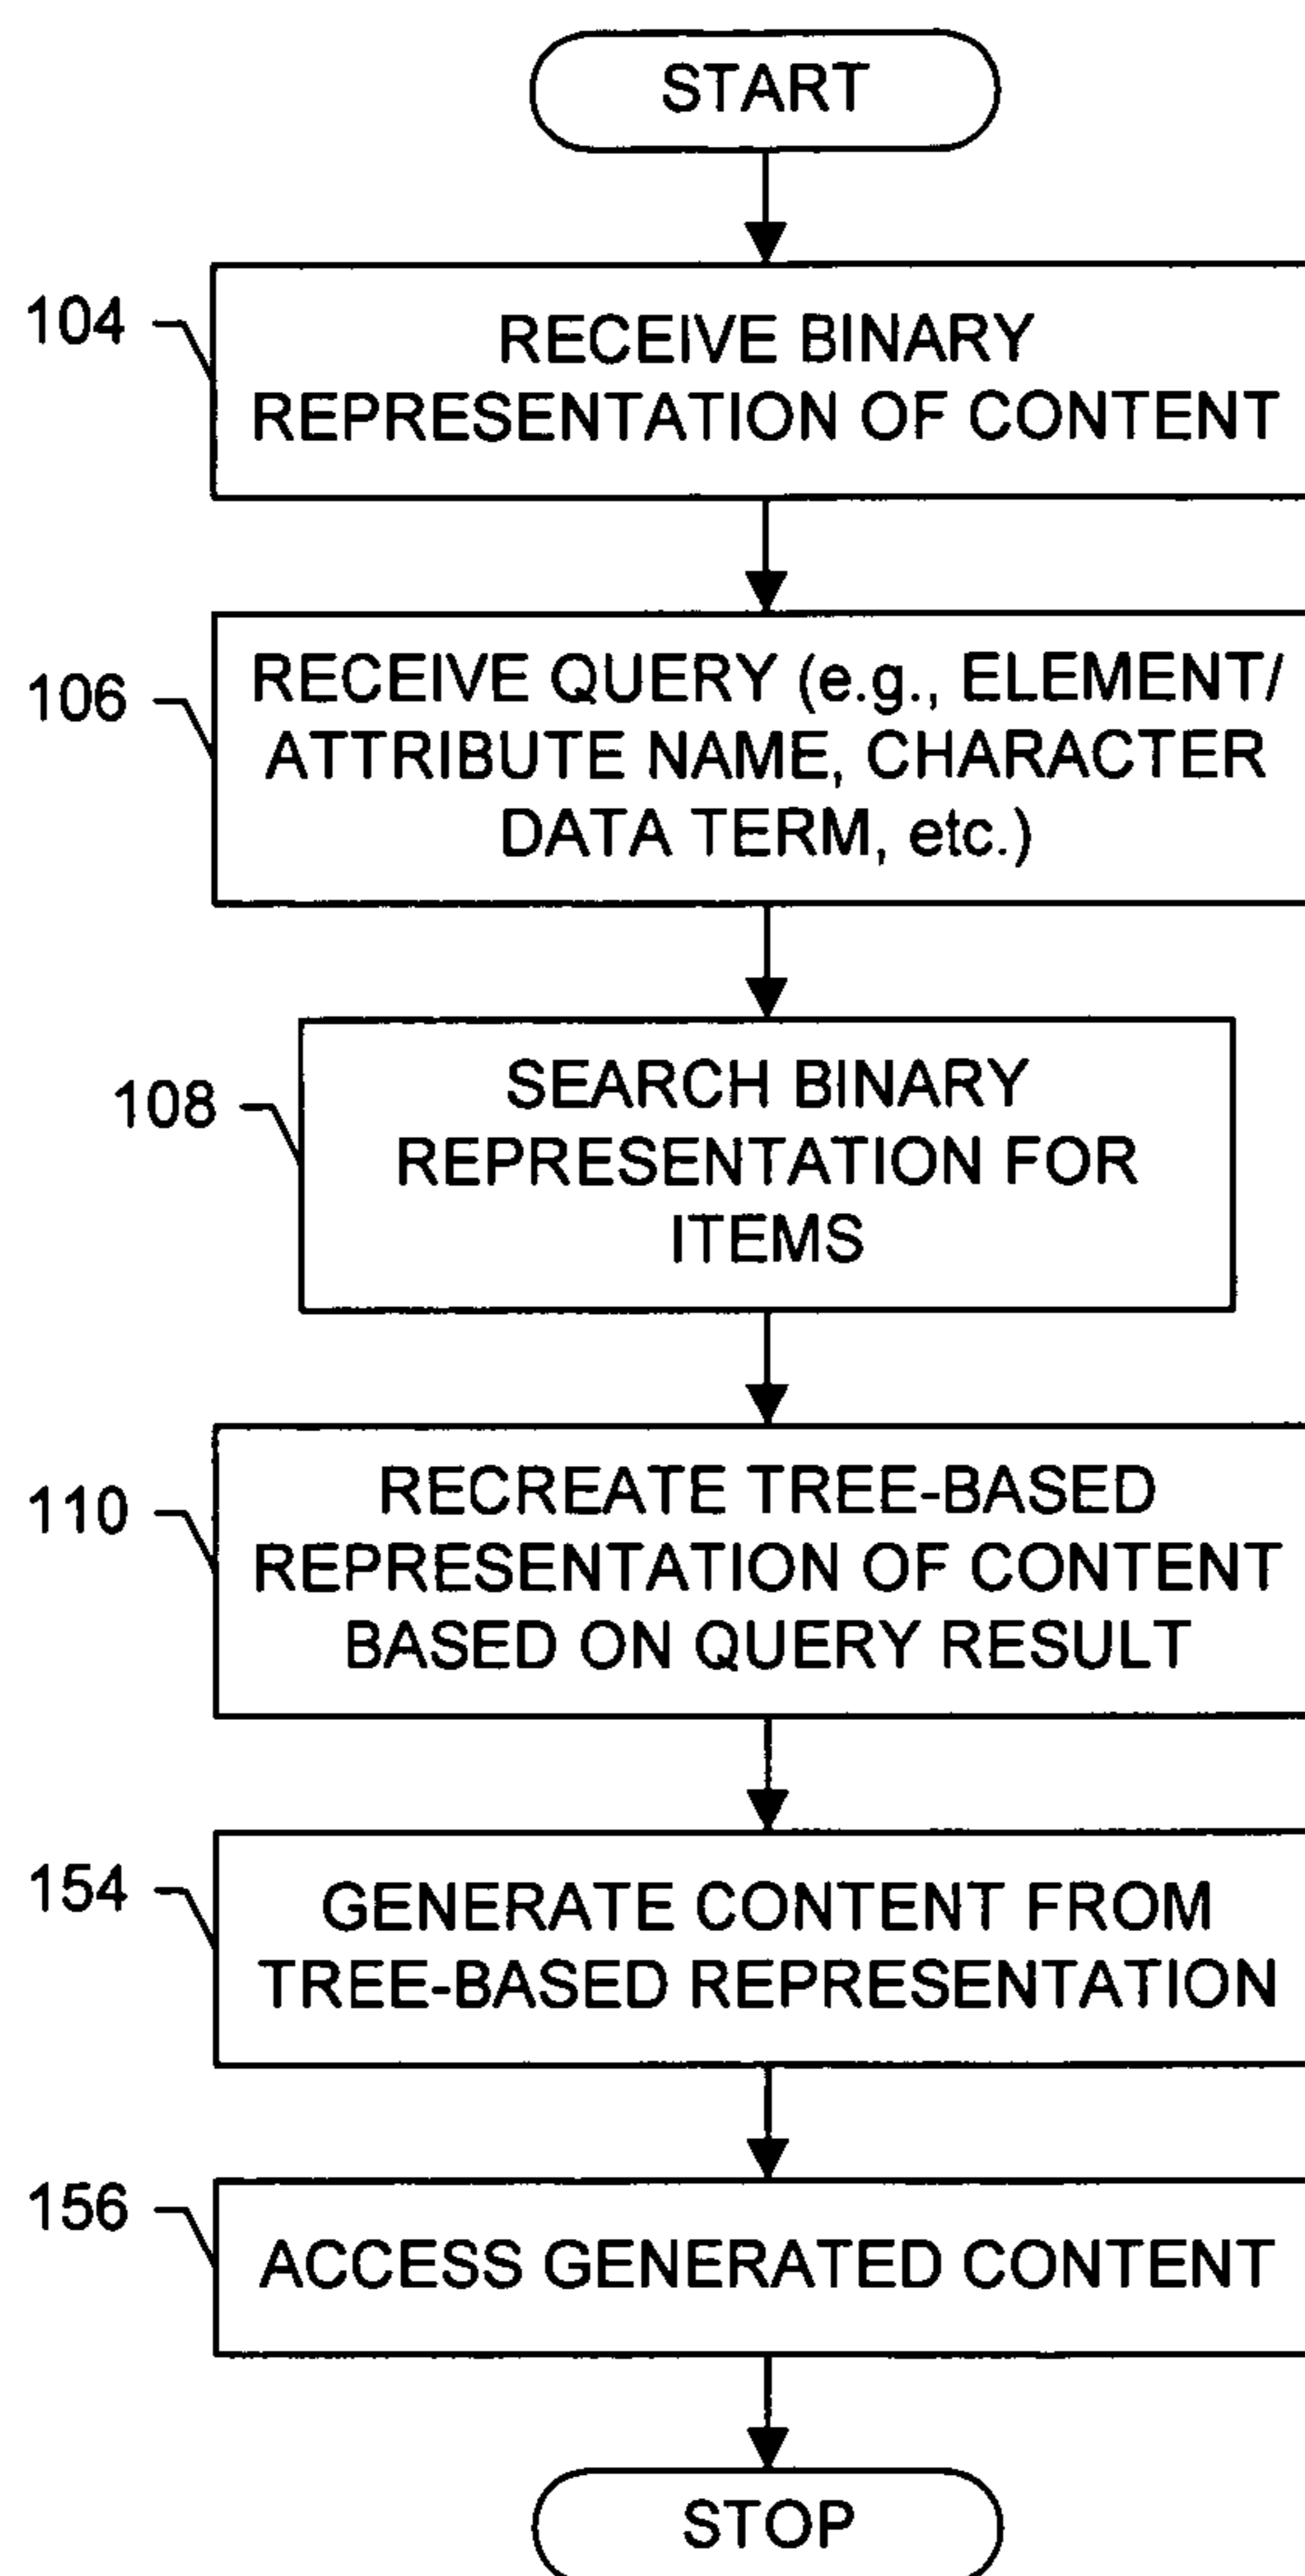 START
104
RECEIVE BINARY
REPRESENTATION OF CONTENT
106
RECEIVE QUERY (e.g., ELEMENT/
ATTRIBUTE NAME, CHARACTER
DATA TERM, etc.)
108
SEARCH BINARY
REPRESENTATION FOR
ITEMS
110
RECREATE TREE-BASED
REPRESENTATION OF CONTENT
BASED ON QUERY RESULT
154
GENERATE CONTENT FROM
TREE-BASED REPRESENTATION
156
ACCESS GENERATED CONTENT
STOP